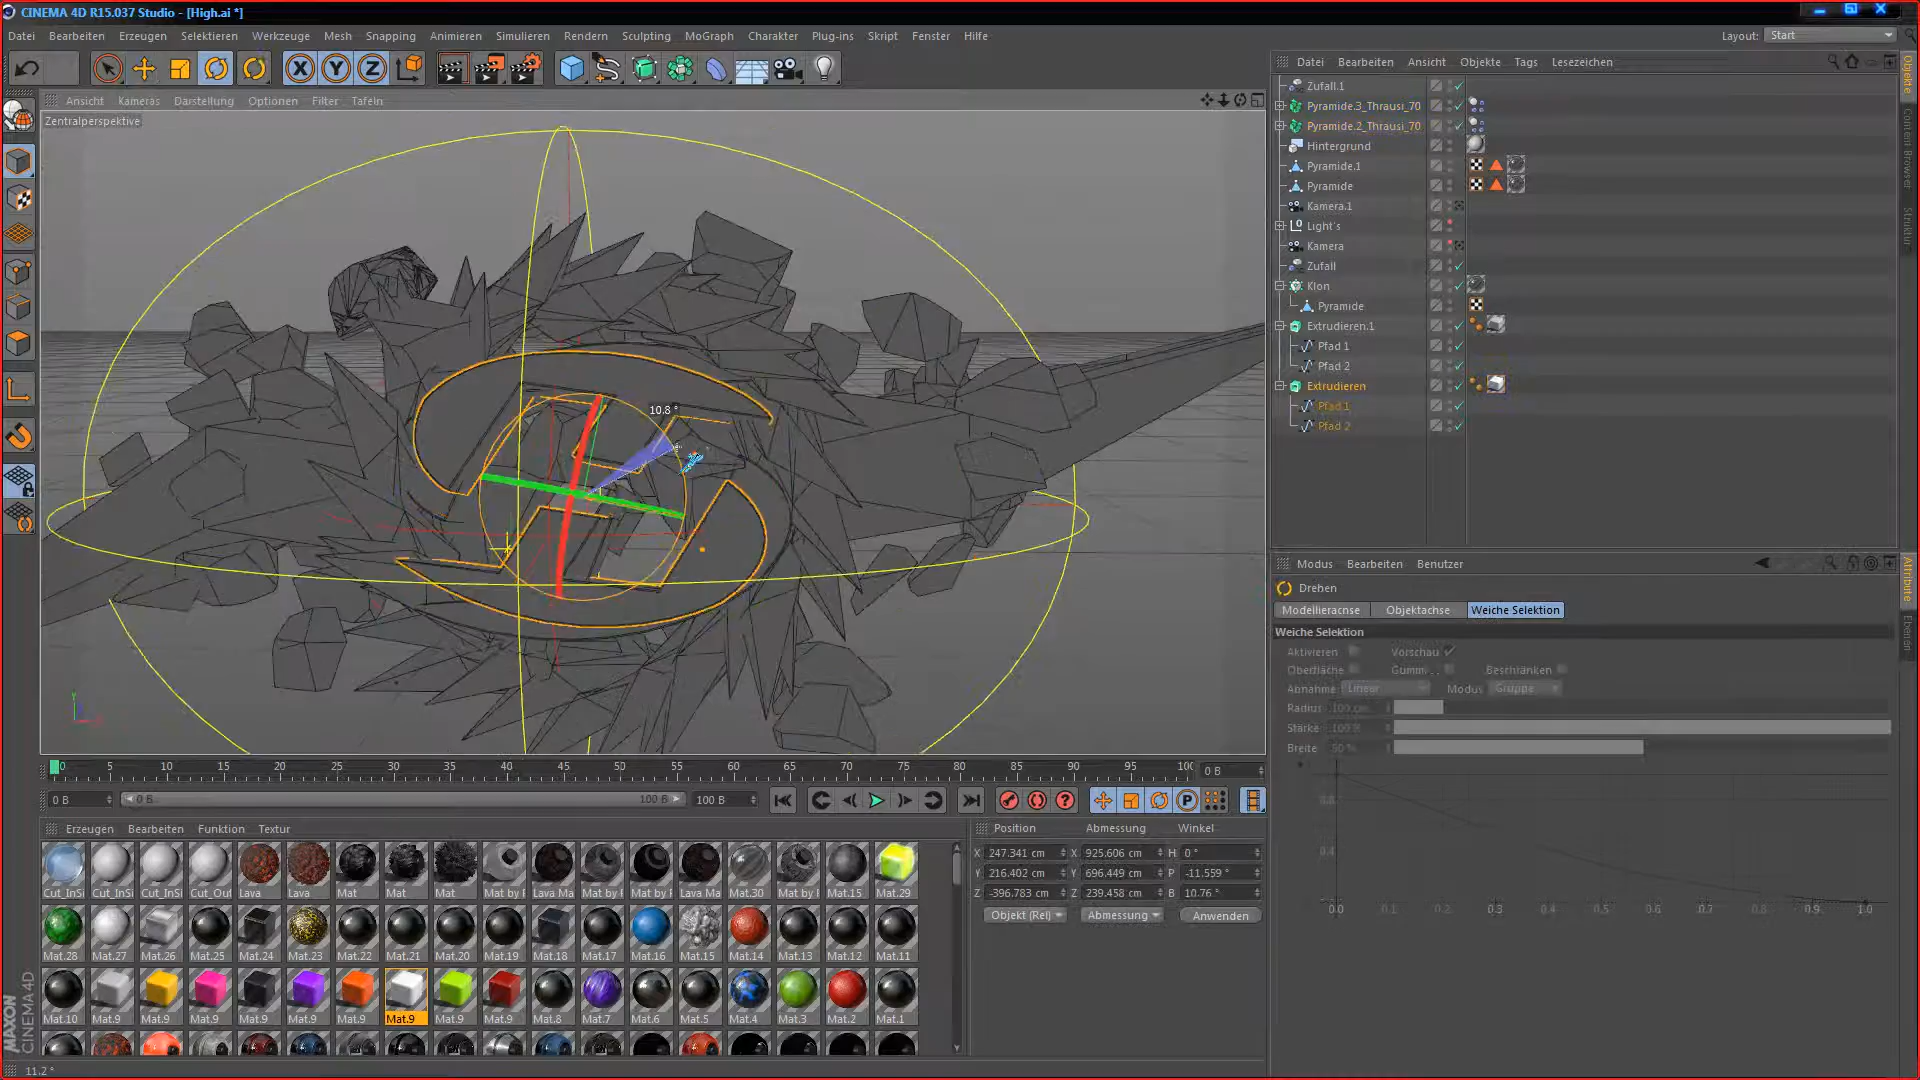 CINEMA 4D R15.037 Studio - [High.ai *]
Datei Bearbeiten Erzeugen Selektieren Werkzeuge Mesh Snapping Animieren Simulieren Rendern Sculpting MoGraph Charakter Plug-ins Skript Fenster Hilfe
Layout: Start
Ansicht Kameras Darstellung Optionen Filter Tafeln
Zentralperspektive
10.8 °
Datei Bearbeiten Ansicht Objekte Tags Lesezeichen
Zufall.1
Pyramide.3_Thrausi_70
Pyramide.2_Thrausi_70
Hintergrund
Pyramide.1
Pyramide
Kamera.1
Light's
Kamera
Zufall
Klon
Pyramide
Extrudieren.1
Pfad 1
Pfad 2
Extrudieren
Pfad 1
Pfad 2
Objekte
Content Browser
Struktur
Modus Bearbeiten Benutzer
Drehen
Modellierachse Objektachse Weiche Selektion
Weiche Selektion
Aktivieren Vorschau
Oberfläche Gummi... Beschränken
Abnahme Linear Modus Gruppe
Radius 100 cm
Stärke 100 %
Breite 50 %
0.8
0.4
0.0 0.1 0.2 0.3 0.4 0.5 0.6 0.7 0.8 0.9 1.0
Attribute
Ebenen
0 5 10 15 20 25 30 35 40 45 50 55 60 65 70 75 80 85 90 95 100
0 B
0 B 0 B 100 B 100 B
Erzeugen Bearbeiten Funktion Textur
Cut_InSi Cut_InSi Cut_InSi Cut_Out Lava Lava Mat Mat Mat Mat by F Lava Ma Mat by F Mat by F Lava Ma Mat.30 Mat by F Mat.15 Mat.29
Mat.28 Mat.27 Mat.26 Mat.25 Mat.24 Mat.23 Mat.22 Mat.21 Mat.20 Mat.19 Mat.18 Mat.17 Mat.16 Mat.15 Mat.14 Mat.13 Mat.12 Mat.11
Mat.10 Mat.9 Mat.9 Mat.9 Mat.9 Mat.9 Mat.9 Mat.9 Mat.9 Mat.9 Mat.8 Mat.7 Mat.6 Mat.5 Mat.4 Mat.3 Mat.2 Mat.1
Position Abmessung Winkel
X 247.341 cm X 925.606 cm H 0 °
Y 216.402 cm Y 696.449 cm P -11.559 °
Z -396.783 cm Z 239.458 cm B 10.76 °
Objekt (Rel) Abmessung Anwenden
MAXON
CINEMA 4D
11.2 °